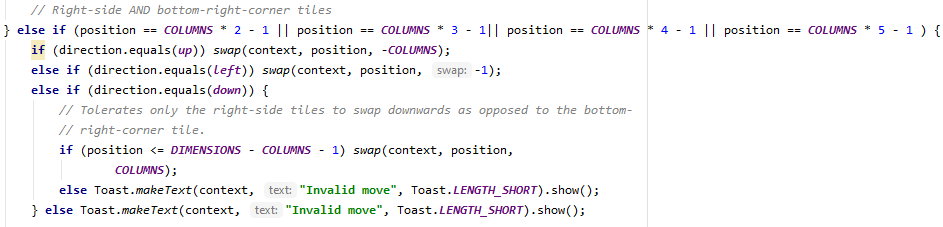 // Right-side AND bottom-right-corner tiles
} else if (position == COLUMNS * 2 - 1 || position == COLUMNS * 3 - 1|| position == COLUMNS * 4 - 1 || position == COLUMNS * 5 - 1 ) {
if (direction.equals(up)) swap(context, position, -COLUMNS);
else if (direction.equals(left)) swap(context, position, swap: -1);
else if (direction.equals(down)) {
// Tolerates only the right-side tiles to swap downwards as opposed to the bottom-
// right-corner tile.
if (position <= DIMENSIONS - COLUMNS - 1) swap(context, position,
COLUMNS);
else Toast.makeText(context, text: "Invalid move", Toast.LENGTH_SHORT).show();
} else Toast.makeText(context, text: "Invalid move", Toast.LENGTH_SHORT).show();